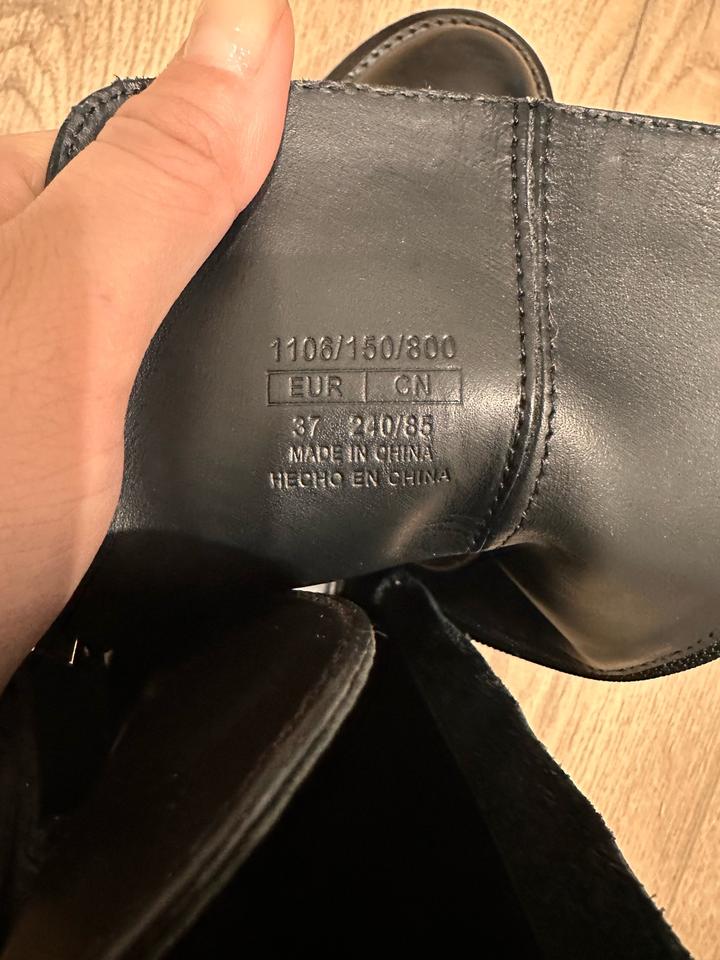 1106/150/800
EUR CN
37 240/85
MADE IN CHINA
HECHO EN CHINA